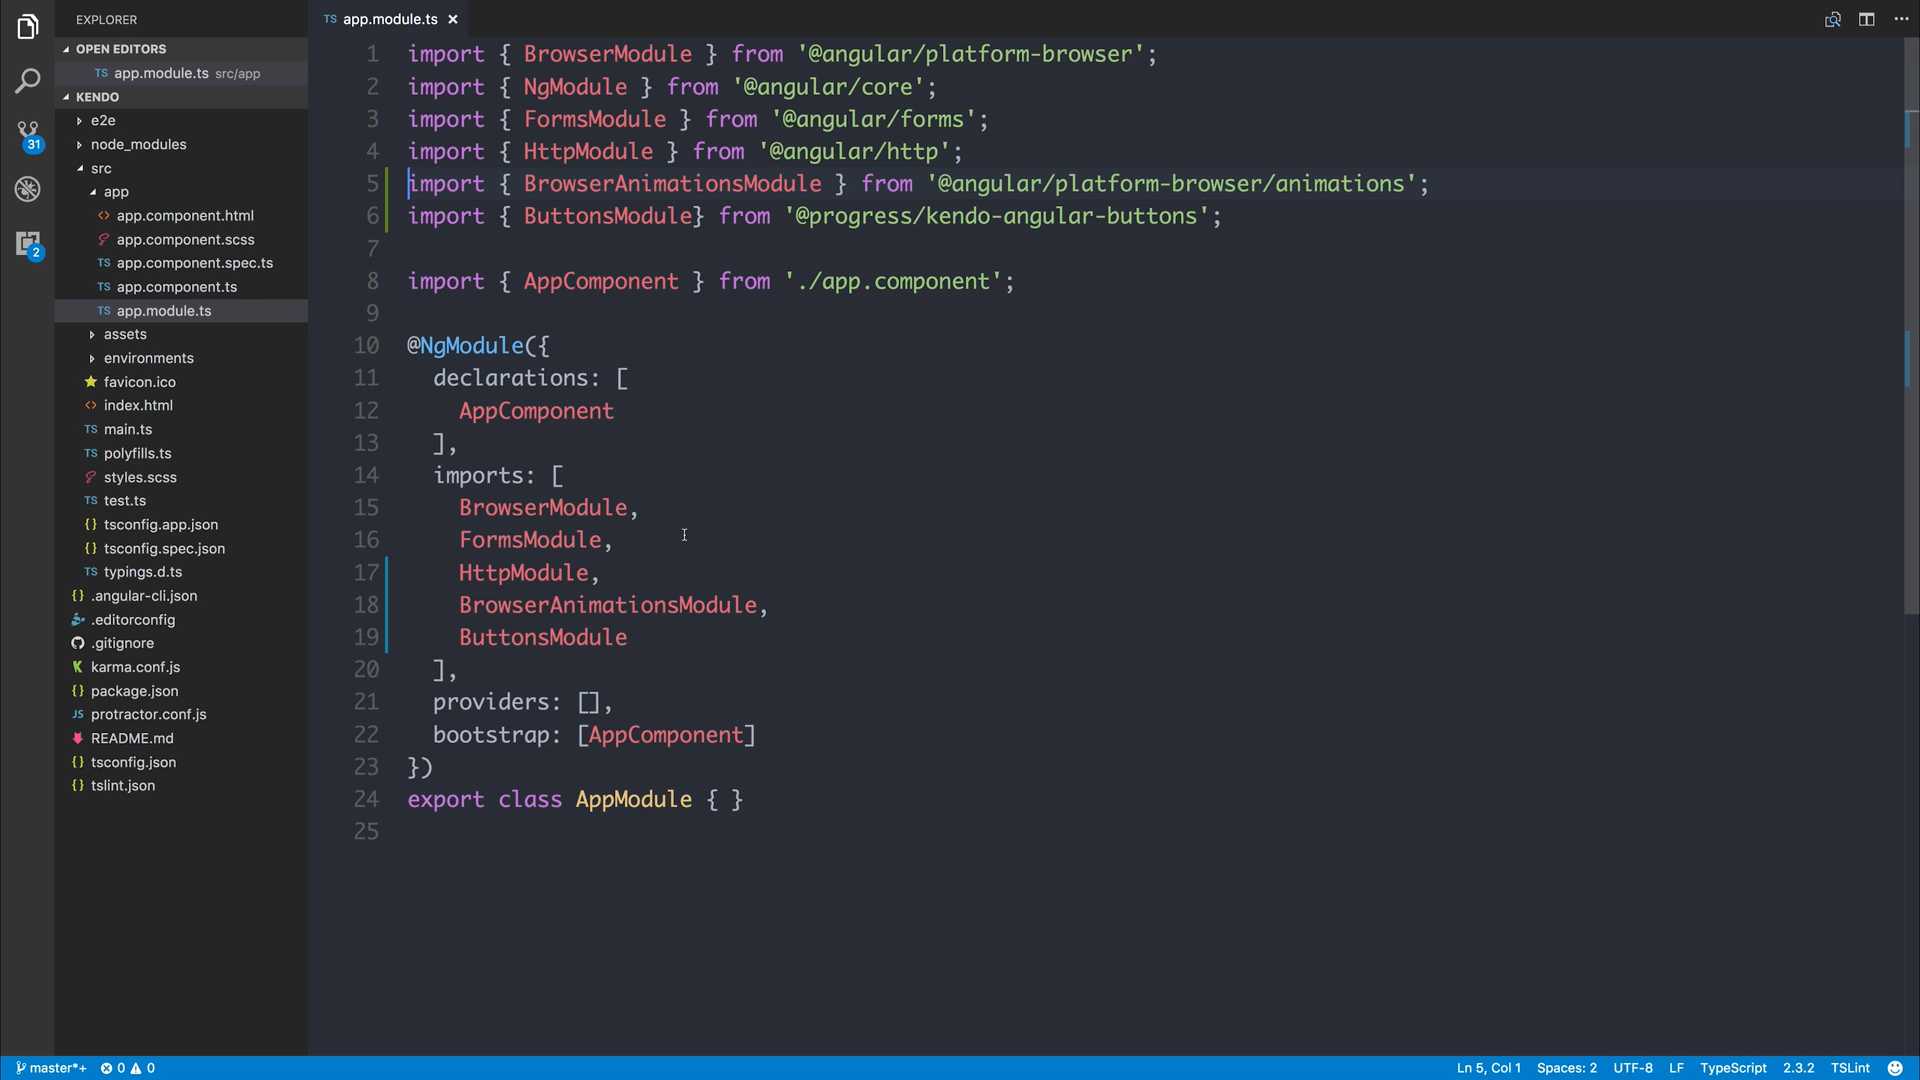 EXPLORER
OPEN EDITORS
TS app.module.ts src/app
KENDO
e2e
node_modules
src
app
<> app.component.html
app.component.scss
TS app.component.spec.ts
TS app.component.ts
TS app.module.ts
assets
environments
favicon.ico
<> index.html
TS main.ts
TS polyfills.ts
styles.scss
TS test.ts
{} tsconfig.app.json
{} tsconfig.spec.json
TS typings.d.ts
{} .angular-cli.json
.editorconfig
.gitignore
K karma.conf.js
{} package.json
JS protractor.conf.js
README.md
{} tsconfig.json
{} tslint.json
31
2
TS app.module.ts ×
1 import { BrowserModule } from '@angular/platform-browser';
2 import { NgModule } from '@angular/core';
3 import { FormsModule } from '@angular/forms';
4 import { HttpModule } from '@angular/http';
5 import { BrowserAnimationsModule } from '@angular/platform-browser/animations';
6 import { ButtonsModule} from '@progress/kendo-angular-buttons';
7
8 import { AppComponent } from './app.component';
9
10 @NgModule({
11   declarations: [
12     AppComponent
13   ],
14   imports: [
15     BrowserModule,
16     FormsModule,
17     HttpModule,
18     BrowserAnimationsModule,
19     ButtonsModule
20   ],
21   providers: [],
22   bootstrap: [AppComponent]
23 })
24 export class AppModule { }
25
master*+ 0 0 Ln 5, Col 1 Spaces: 2 UTF-8 LF TypeScript 2.3.2 TSLint